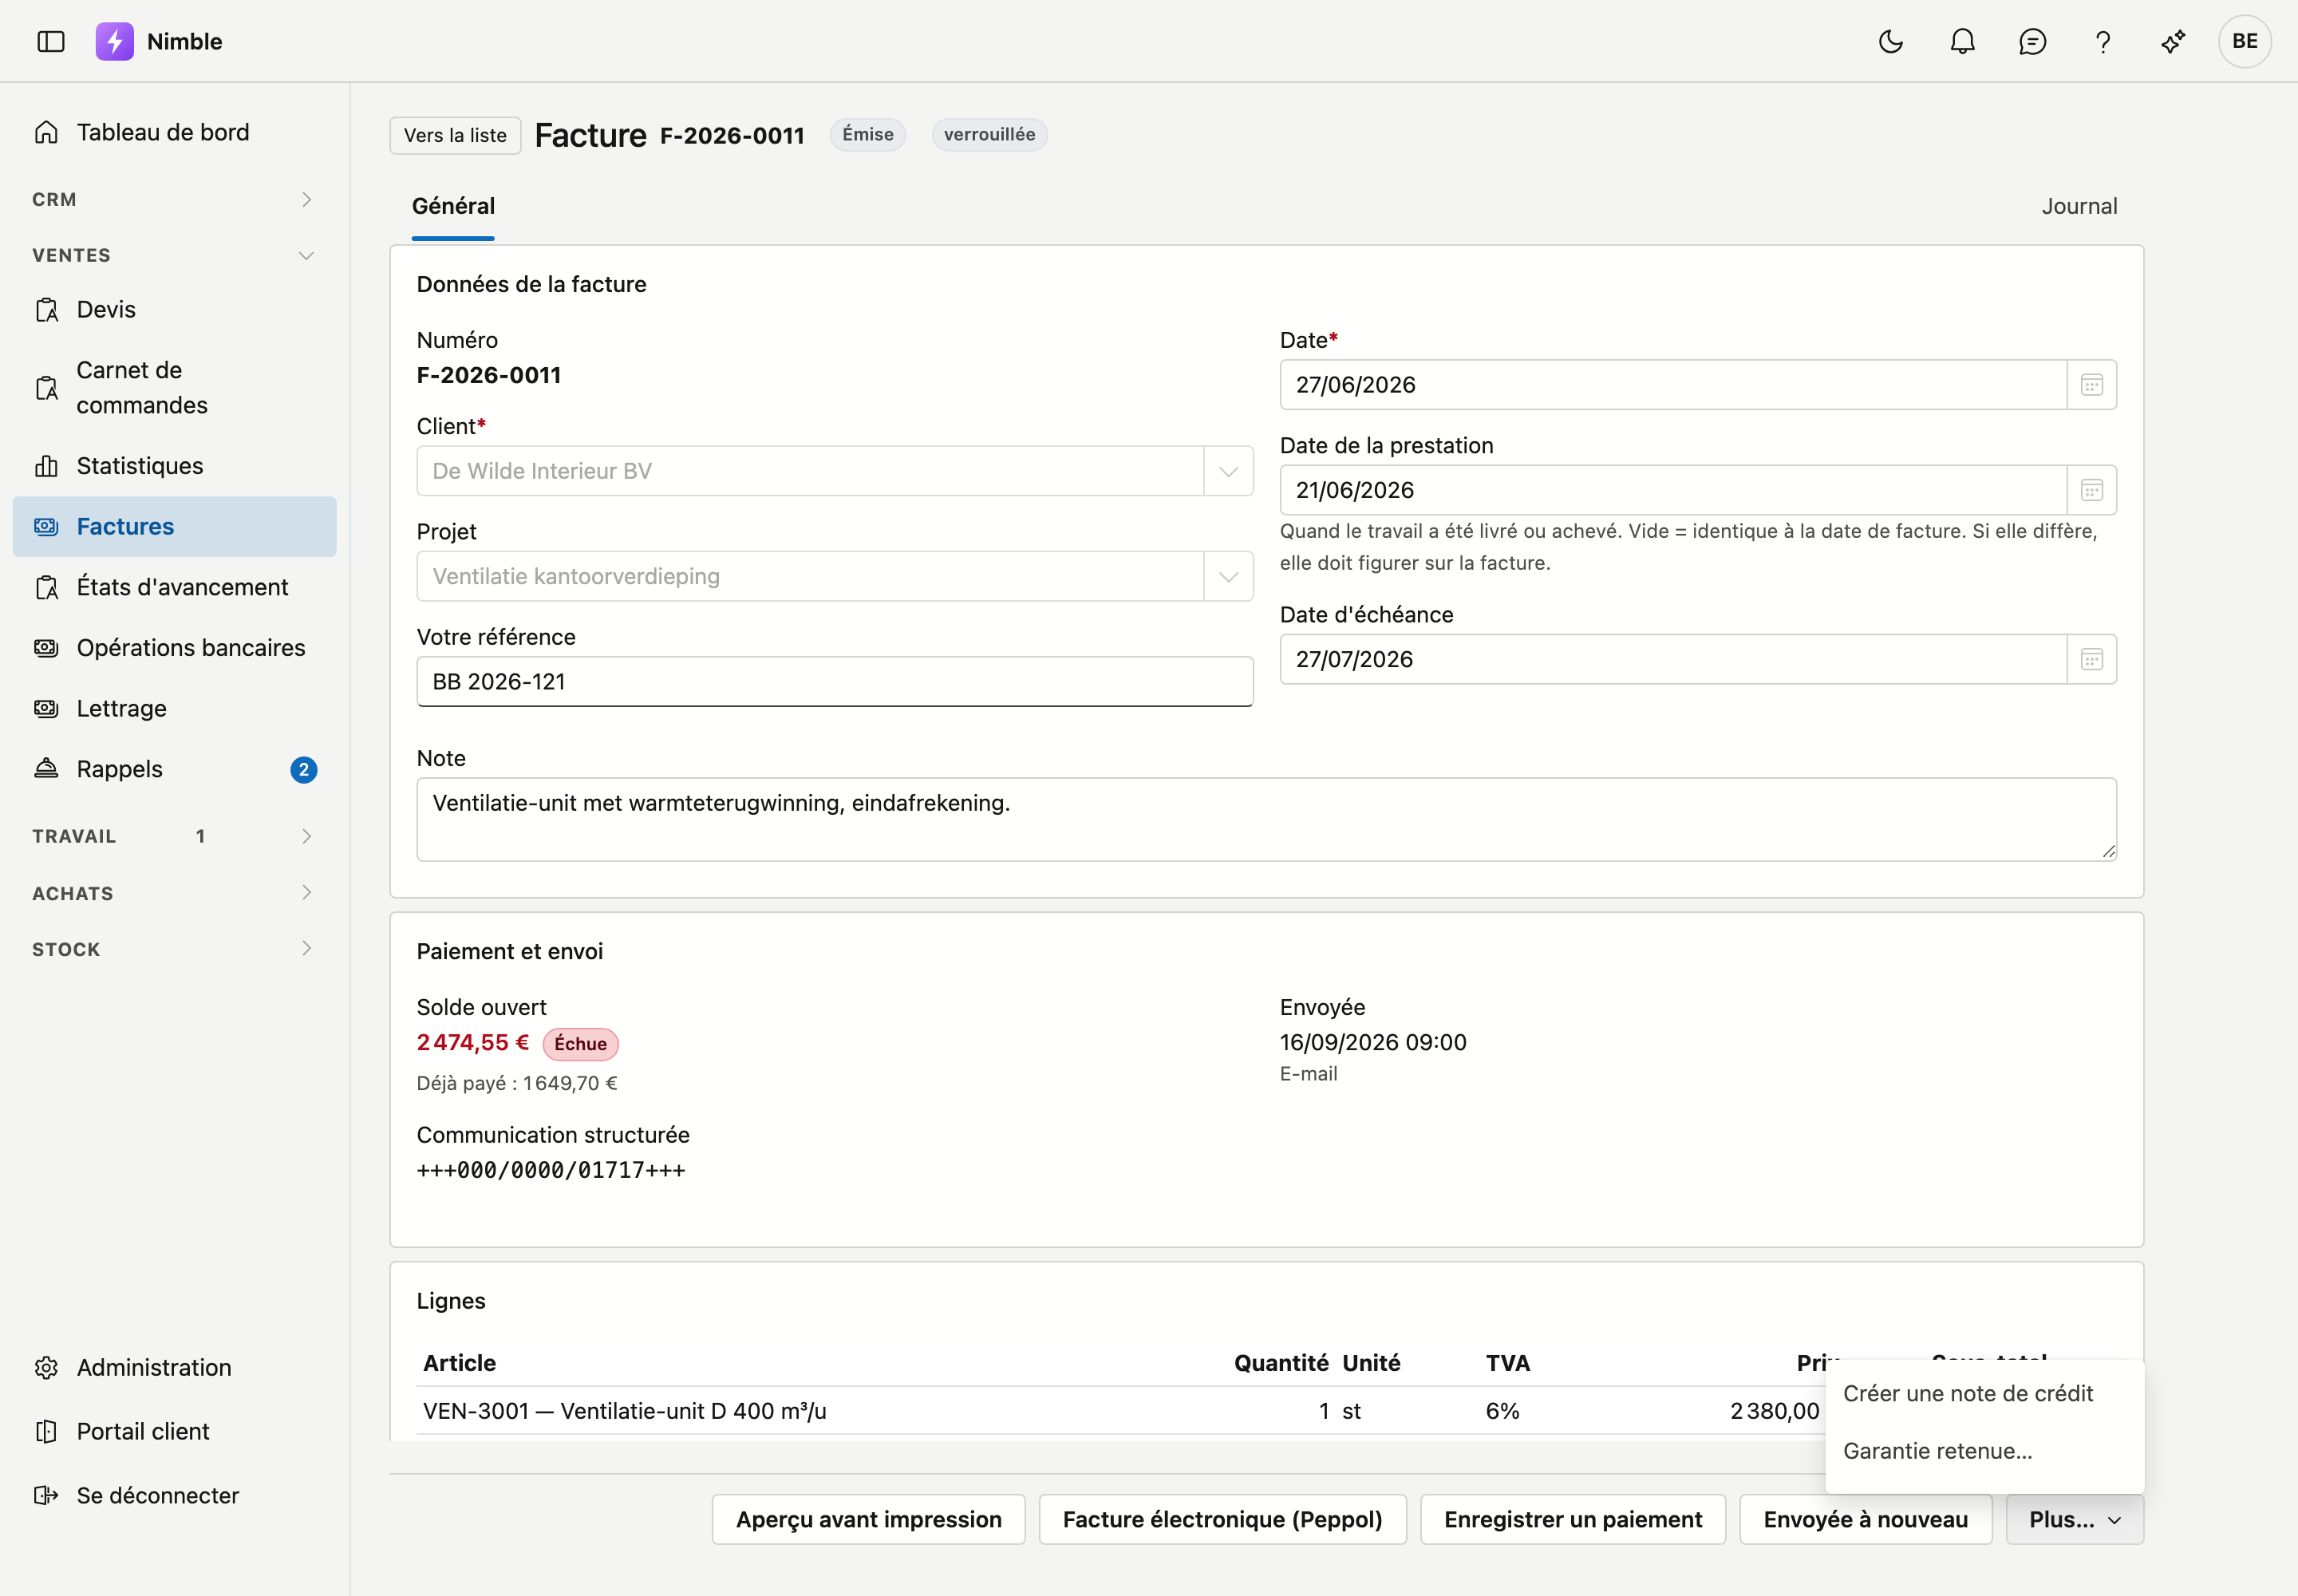 Nimble
BE
Tableau de bord
CRM
VENTES
Devis
Carnet de
commandes
Statistiques
Factures
États d'avancement
Opérations bancaires
Lettrage
Rappels
2
TRAVAIL
1
ACHATS
STOCK
Administration
Portail client
Se déconnecter
Vers la liste
Facture F-2026-0011
Émise
verrouillée
Général
Journal
Données de la facture
Numéro
F-2026-0011
Client*
De Wilde Interieur BV
Projet
Ventilatie kantoorverdieping
Votre référence
BB 2026-121
Date*
27/06/2026
Date de la prestation
21/06/2026
Quand le travail a été livré ou achevé. Vide = identique à la date de facture. Si elle diffère,
elle doit figurer sur la facture.
Date d'échéance
27/07/2026
Note
Ventilatie-unit met warmteterugwinning, eindafrekening.
Paiement et envoi
Solde ouvert
2 474,55 €
Échue
Déjà payé : 1 649,70 €
Communication structurée
+++000/0000/01717+++
Envoyée
16/09/2026 09:00
E-mail
Lignes
Article Quantité Unité TVA
VEN-3001 — Ventilatie-unit D 400 m³/u 1 st 6% 2 380,00
Créer une note de crédit
Garantie retenue...
Aperçu avant impression
Facture électronique (Peppol)
Enregistrer un paiement
Envoyée à nouveau
Plus...